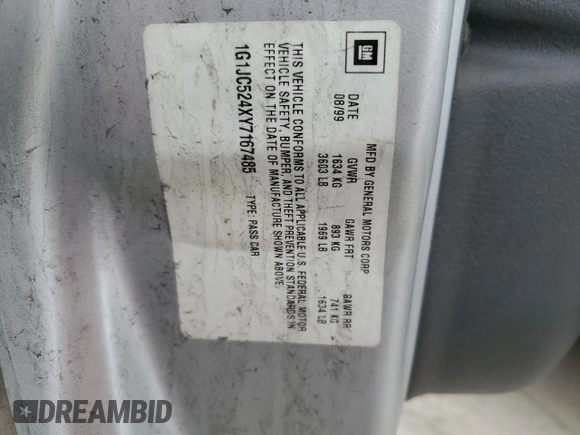 GM
MFD BY GENERAL MOTORS CORP
DATE GVWR GAWR FRT GAWR RR
08/99 1634 KG 893 KG 741 KG
3603 LB 1969 LB 1634 LB
THIS VEHICLE CONFORMS TO ALL APPLICABLE U.S. FEDERAL MOTOR
VEHICLE SAFETY, BUMPER, AND THEFT PREVENTION STANDARDS IN
EFFECT ON THE DATE OF MANUFACTURE SHOWN ABOVE.
1G1JC524XY7167485 TYPE: PASS CAR
DREAMBID